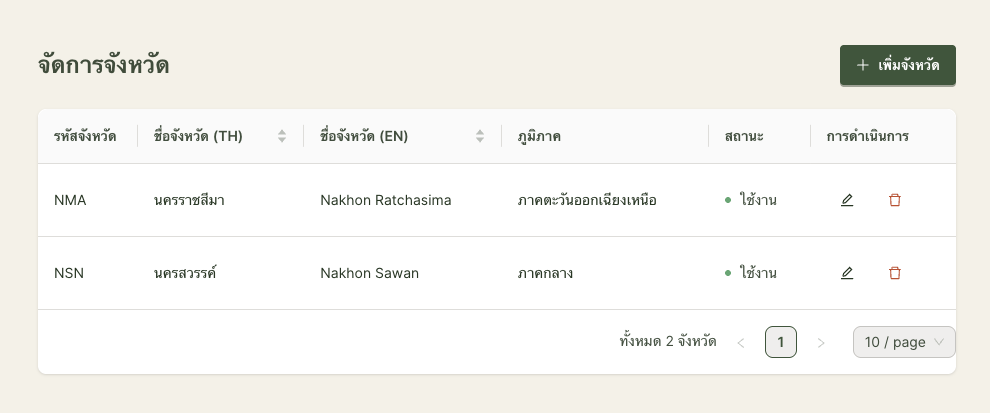 จัดการจังหวัด
เพิ่มจังหวัด
รหัสจังหวัด ชื่อจังหวัด (TH) ชื่อจังหวัด (EN) ภูมิภาค สถานะ การดำเนินการ
NMA นครราชสีมา Nakhon Ratchasima ภาคตะวันออกเฉียงเหนือ ใช้งาน
NSN นครสวรรค์ Nakhon Sawan ภาคกลาง ใช้งาน
ทั้งหมด 2 จังหวัด < 1 > 10 / page